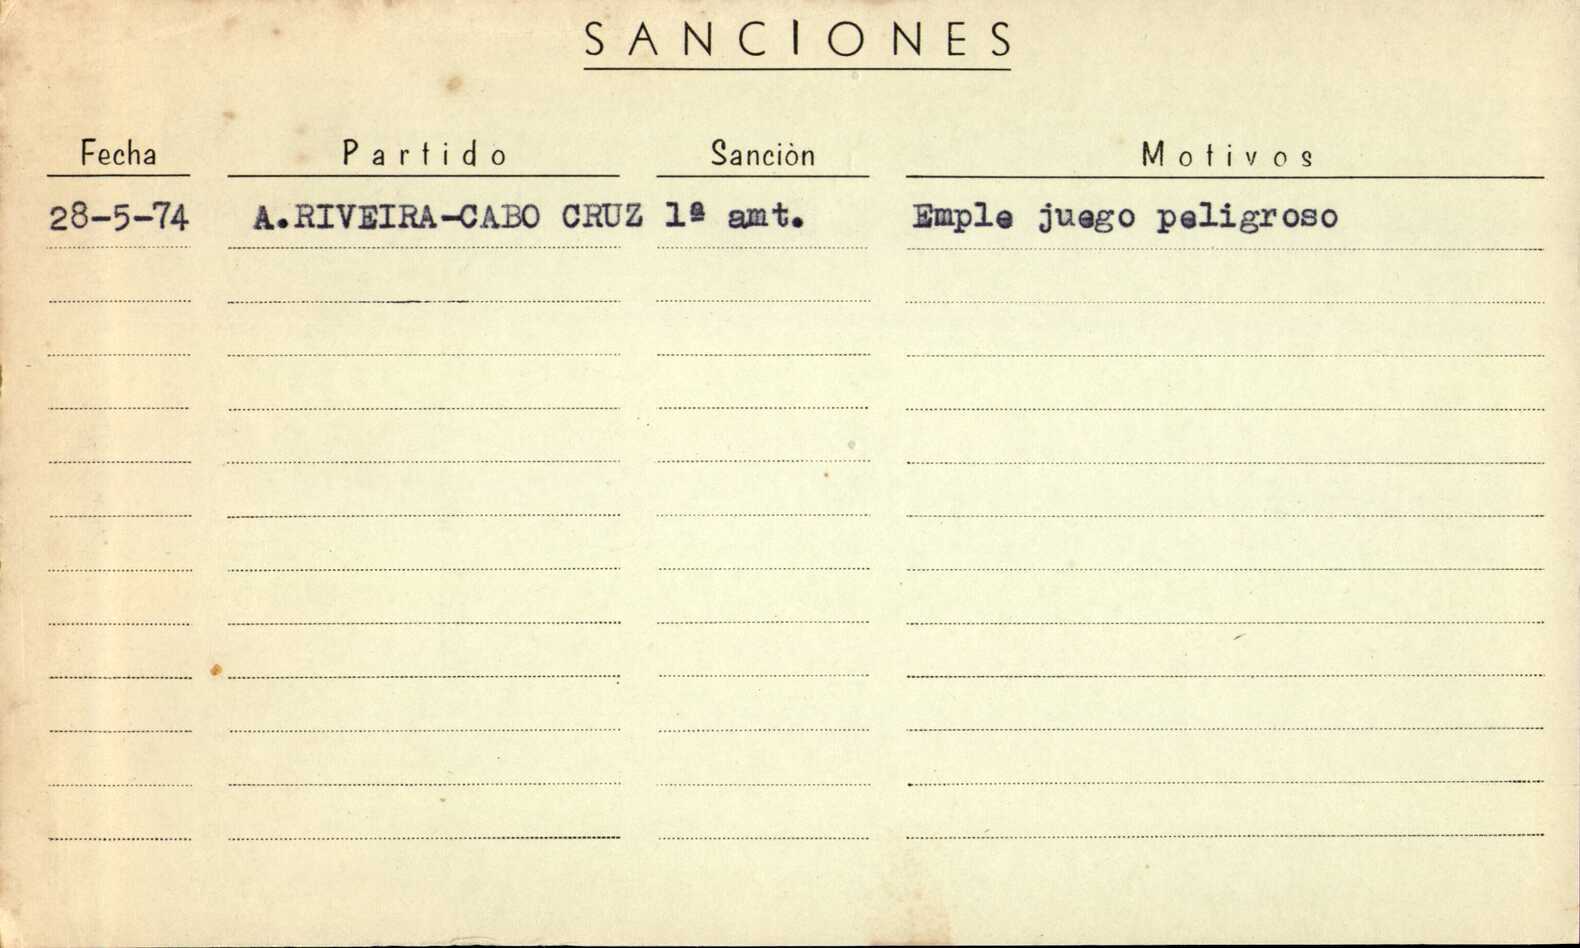 SANCIONES
Fecha Partido Sanciòn Motivos
28-5-74 A.RIVEIRA-CABO CRUZ 1ª amt. Emple juego peligroso